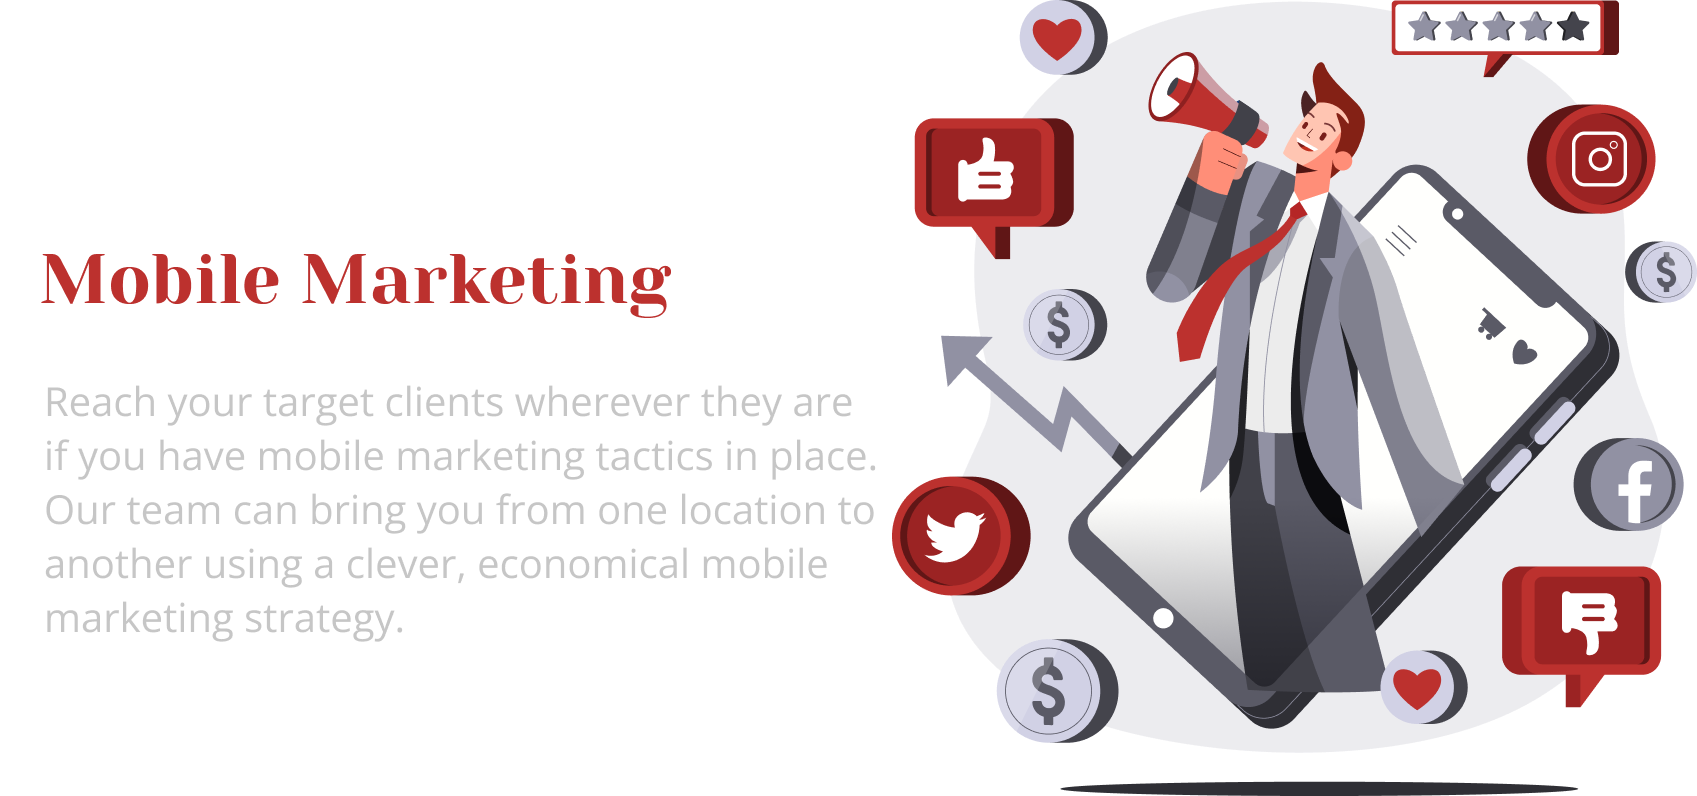 Mobile Marketing
Reach your target clients wherever they are
if you have mobile marketing tactics in place.
Our team can bring you from one location to
another using a clever, economical mobile
marketing strategy.
$
$
$